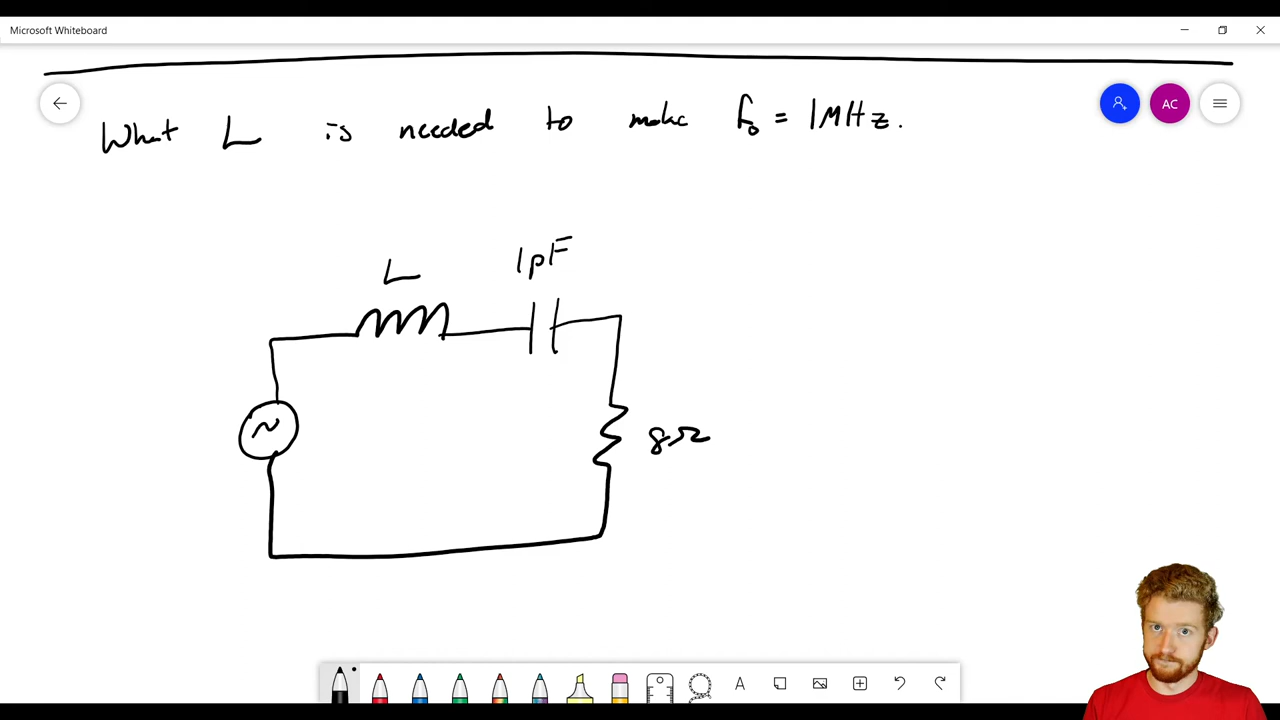 Microsoft Whiteboard
What L is needed to make f₀ = 1MHz.
AC
L
1pF
8Ω
A